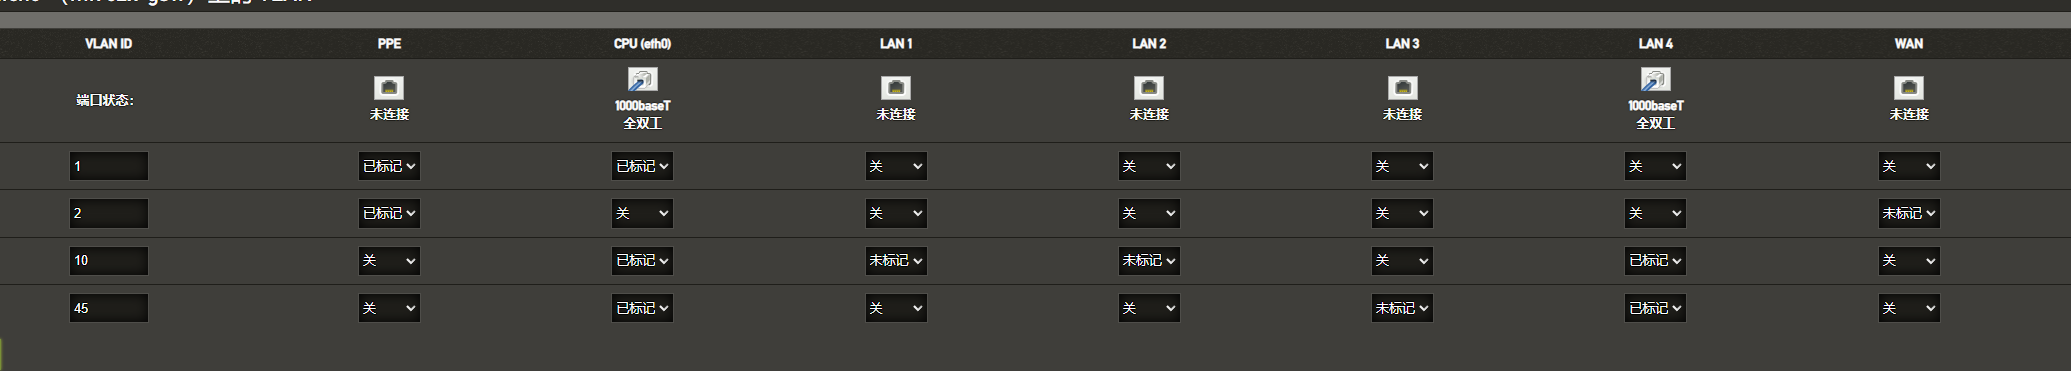 VLAN ID PPE CPU (eth0) LAN 1 LAN 2 LAN 3 LAN 4 WAN
端口状态: 未连接 1000baseT 全双工 未连接 未连接 未连接 1000baseT 全双工 未连接
1 已标记 已标记 关 关 关 关 关
2 已标记 关 关 关 关 关 未标记
10 关 已标记 未标记 未标记 关 已标记 关
45 关 已标记 关 关 未标记 已标记 关